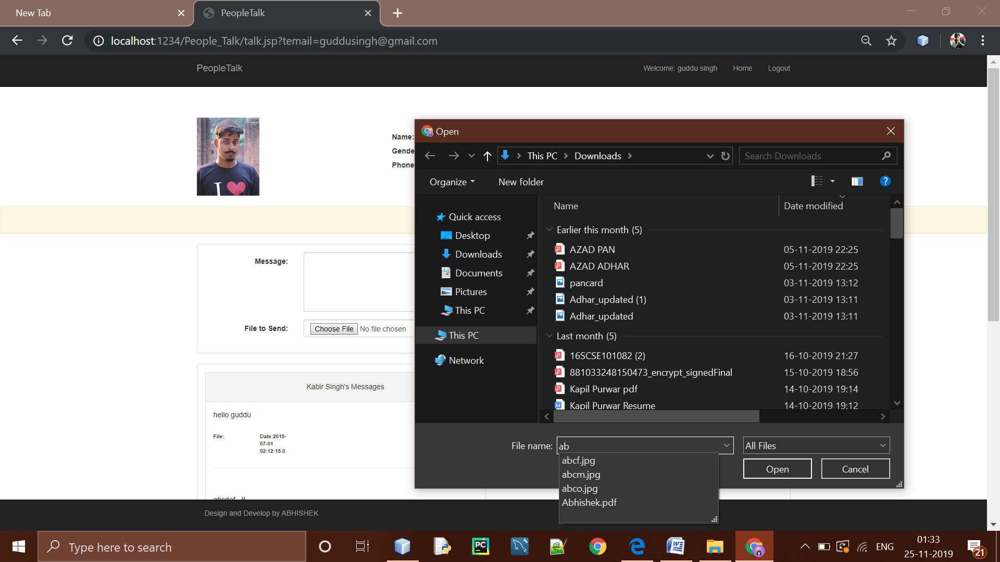 New Tab
PeopleTalk
localhost:1234/People_Talk/talk.jsp?temail=guddusingh@gmail.com
PeopleTalk
Welcome: guddu singh
Home
Logout
I
Name:
Gende
Phone
Message:
File to Send:
Choose File No file chosen
Kabir Singh's Messages
hello guddu
File:
Date:2019-
07-01
02:12:15.0
Design and Develop by ABHISHEK
Open
This PC
Downloads
Search Downloads
Organize
New folder
?
Quick access
Desktop
Downloads
Documents
Pictures
This PC
This PC
Network
Name
Date modified
Earlier this month (5)
AZAD PAN 05-11-2019 22:25
AZAD ADHAR 05-11-2019 22:25
pancard 03-11-2019 13:12
Adhar_updated (1) 03-11-2019 13:11
Adhar_updated 03-11-2019 13:11
Last month (5)
16SCSE101082 (2) 16-10-2019 21:27
881033248150473_encrypt_signedFinal 15-10-2019 18:56
Kapil Purwar pdf 14-10-2019 19:14
Kapil Purwar Resume 14-10-2019 19:12
File name: ab
All Files
abcf.jpg
abcm.jpg
abco.jpg
Abhishek.pdf
Open
Cancel
Type here to search
PC
W
ENG
01:33
25-11-2019
21